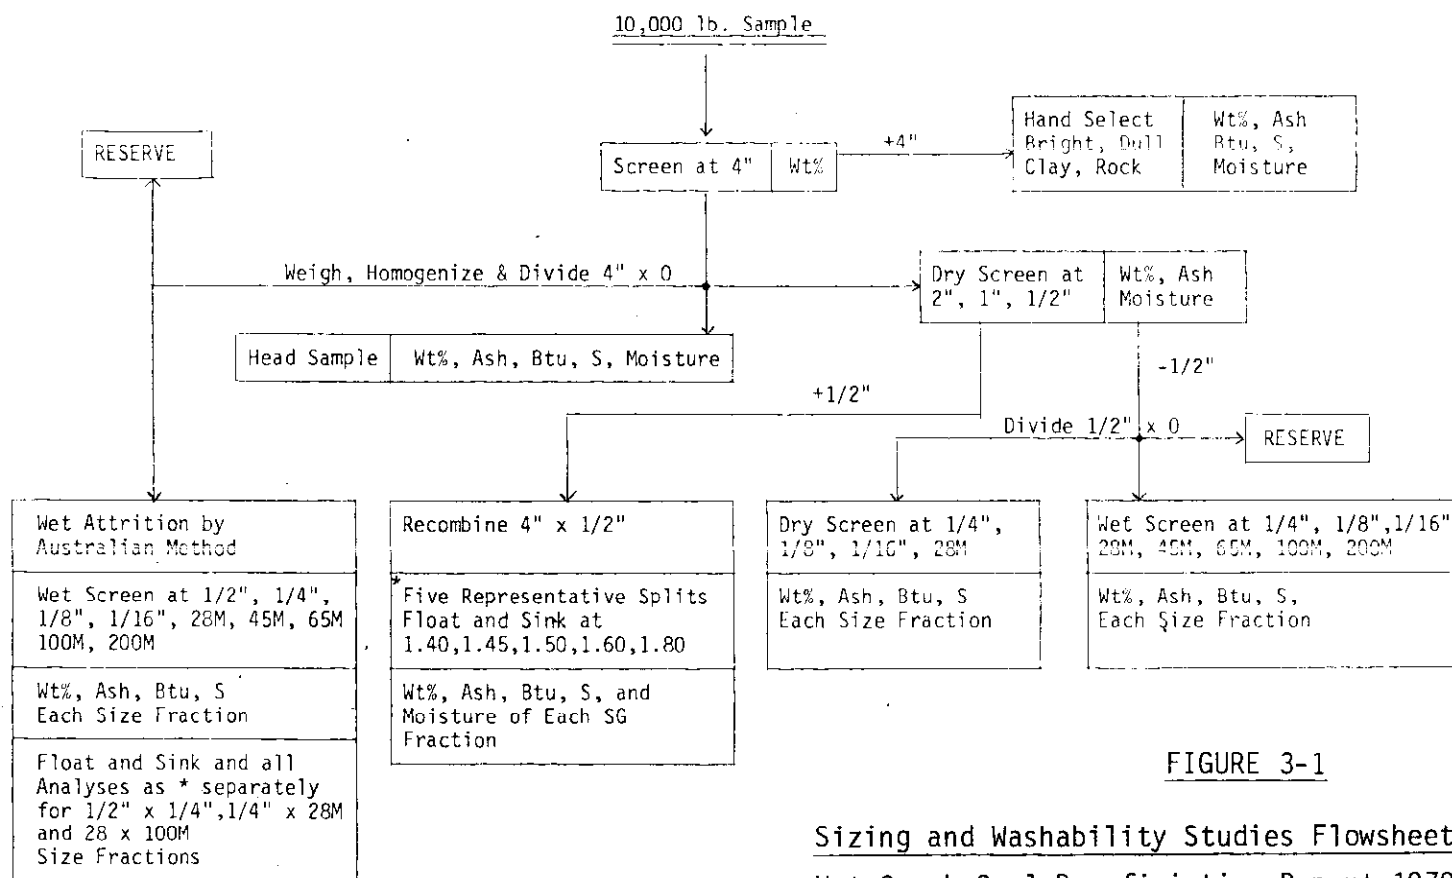 10,000 lb. Sample
RESERVE
Screen at 4"
Wt%
+4"
Hand Select
Bright, Dull
Clay, Rock
Wt%, Ash
Btu, S,
Moisture
Weigh, Homogenize & Divide 4" x 0
Dry Screen at
2", 1", 1/2"
Wt%, Ash
Moisture
Head Sample
Wt%, Ash, Btu, S, Moisture
+1/2"
-1/2"
Divide 1/2" x 0
RESERVE
Wet Attrition by
Australian Method
Wet Screen at 1/2", 1/4",
1/8", 1/16", 28M, 45M, 65M
100M, 200M
Wt%, Ash, Btu, S
Each Size Fraction
Float and Sink and all
Analyses as * separately
for 1/2" x 1/4",1/4" x 28M
and 28 x 100M
Size Fractions
Recombine 4" x 1/2"
* Five Representative Splits
Float and Sink at
1.40,1.45,1.50,1.60,1.80
Wt%, Ash, Btu, S, and
Moisture of Each SG
Fraction
Dry Screen at 1/4",
1/8", 1/16", 28M
Wt%, Ash, Btu, S
Each Size Fraction
Wet Screen at 1/4", 1/8",1/16"
28M, 45M, 65M, 100M, 200M
Wt%, Ash, Btu, S,
Each Size Fraction
FIGURE 3-1
Sizing and Washability Studies Flowsheet